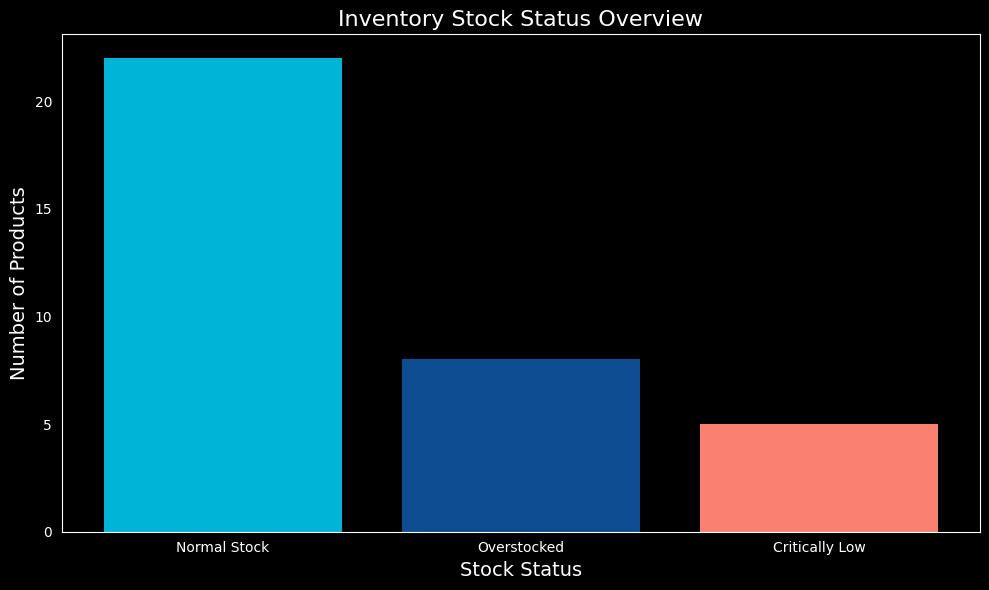 Inventory Stock Status Overview
Number of Products
20
15
10
5
0
Normal Stock
Overstocked
Critically Low
Stock Status